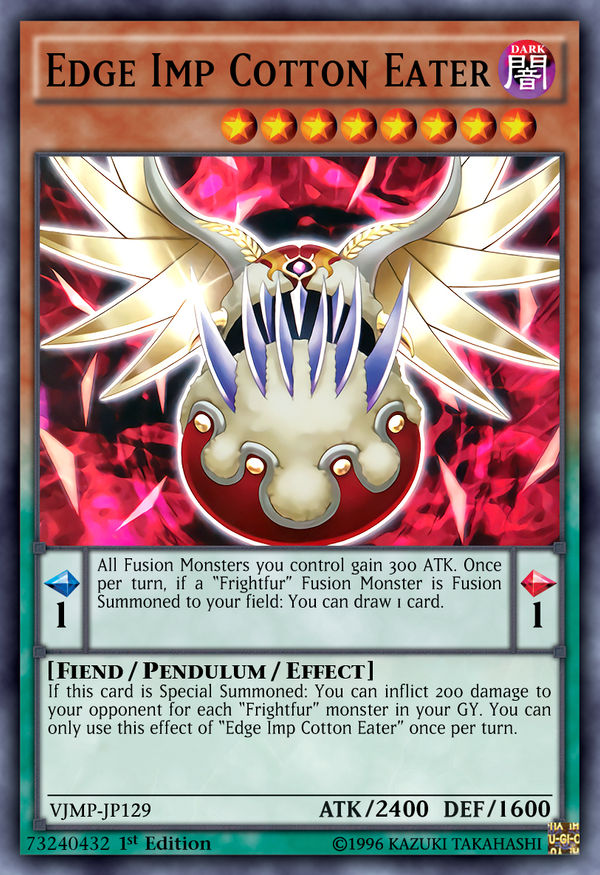 EDGE IMP COTTON EATER
DARK
闇
All Fusion Monsters you control gain 300 ATK. Once
per turn, if a "Frightfur" Fusion Monster is Fusion
Summoned to your field: You can draw 1 card.
1
1
[FIEND / PENDULUM / EFFECT]
If this card is Special Summoned: You can inflict 200 damage to
your opponent for each "Frightfur" monster in your GY. You can
only use this effect of "Edge Imp Cotton Eater" once per turn.
VJMP-JP129
ATK/2400 DEF/1600
73240432 1st Edition
©1996 KAZUKI TAKAHASHI